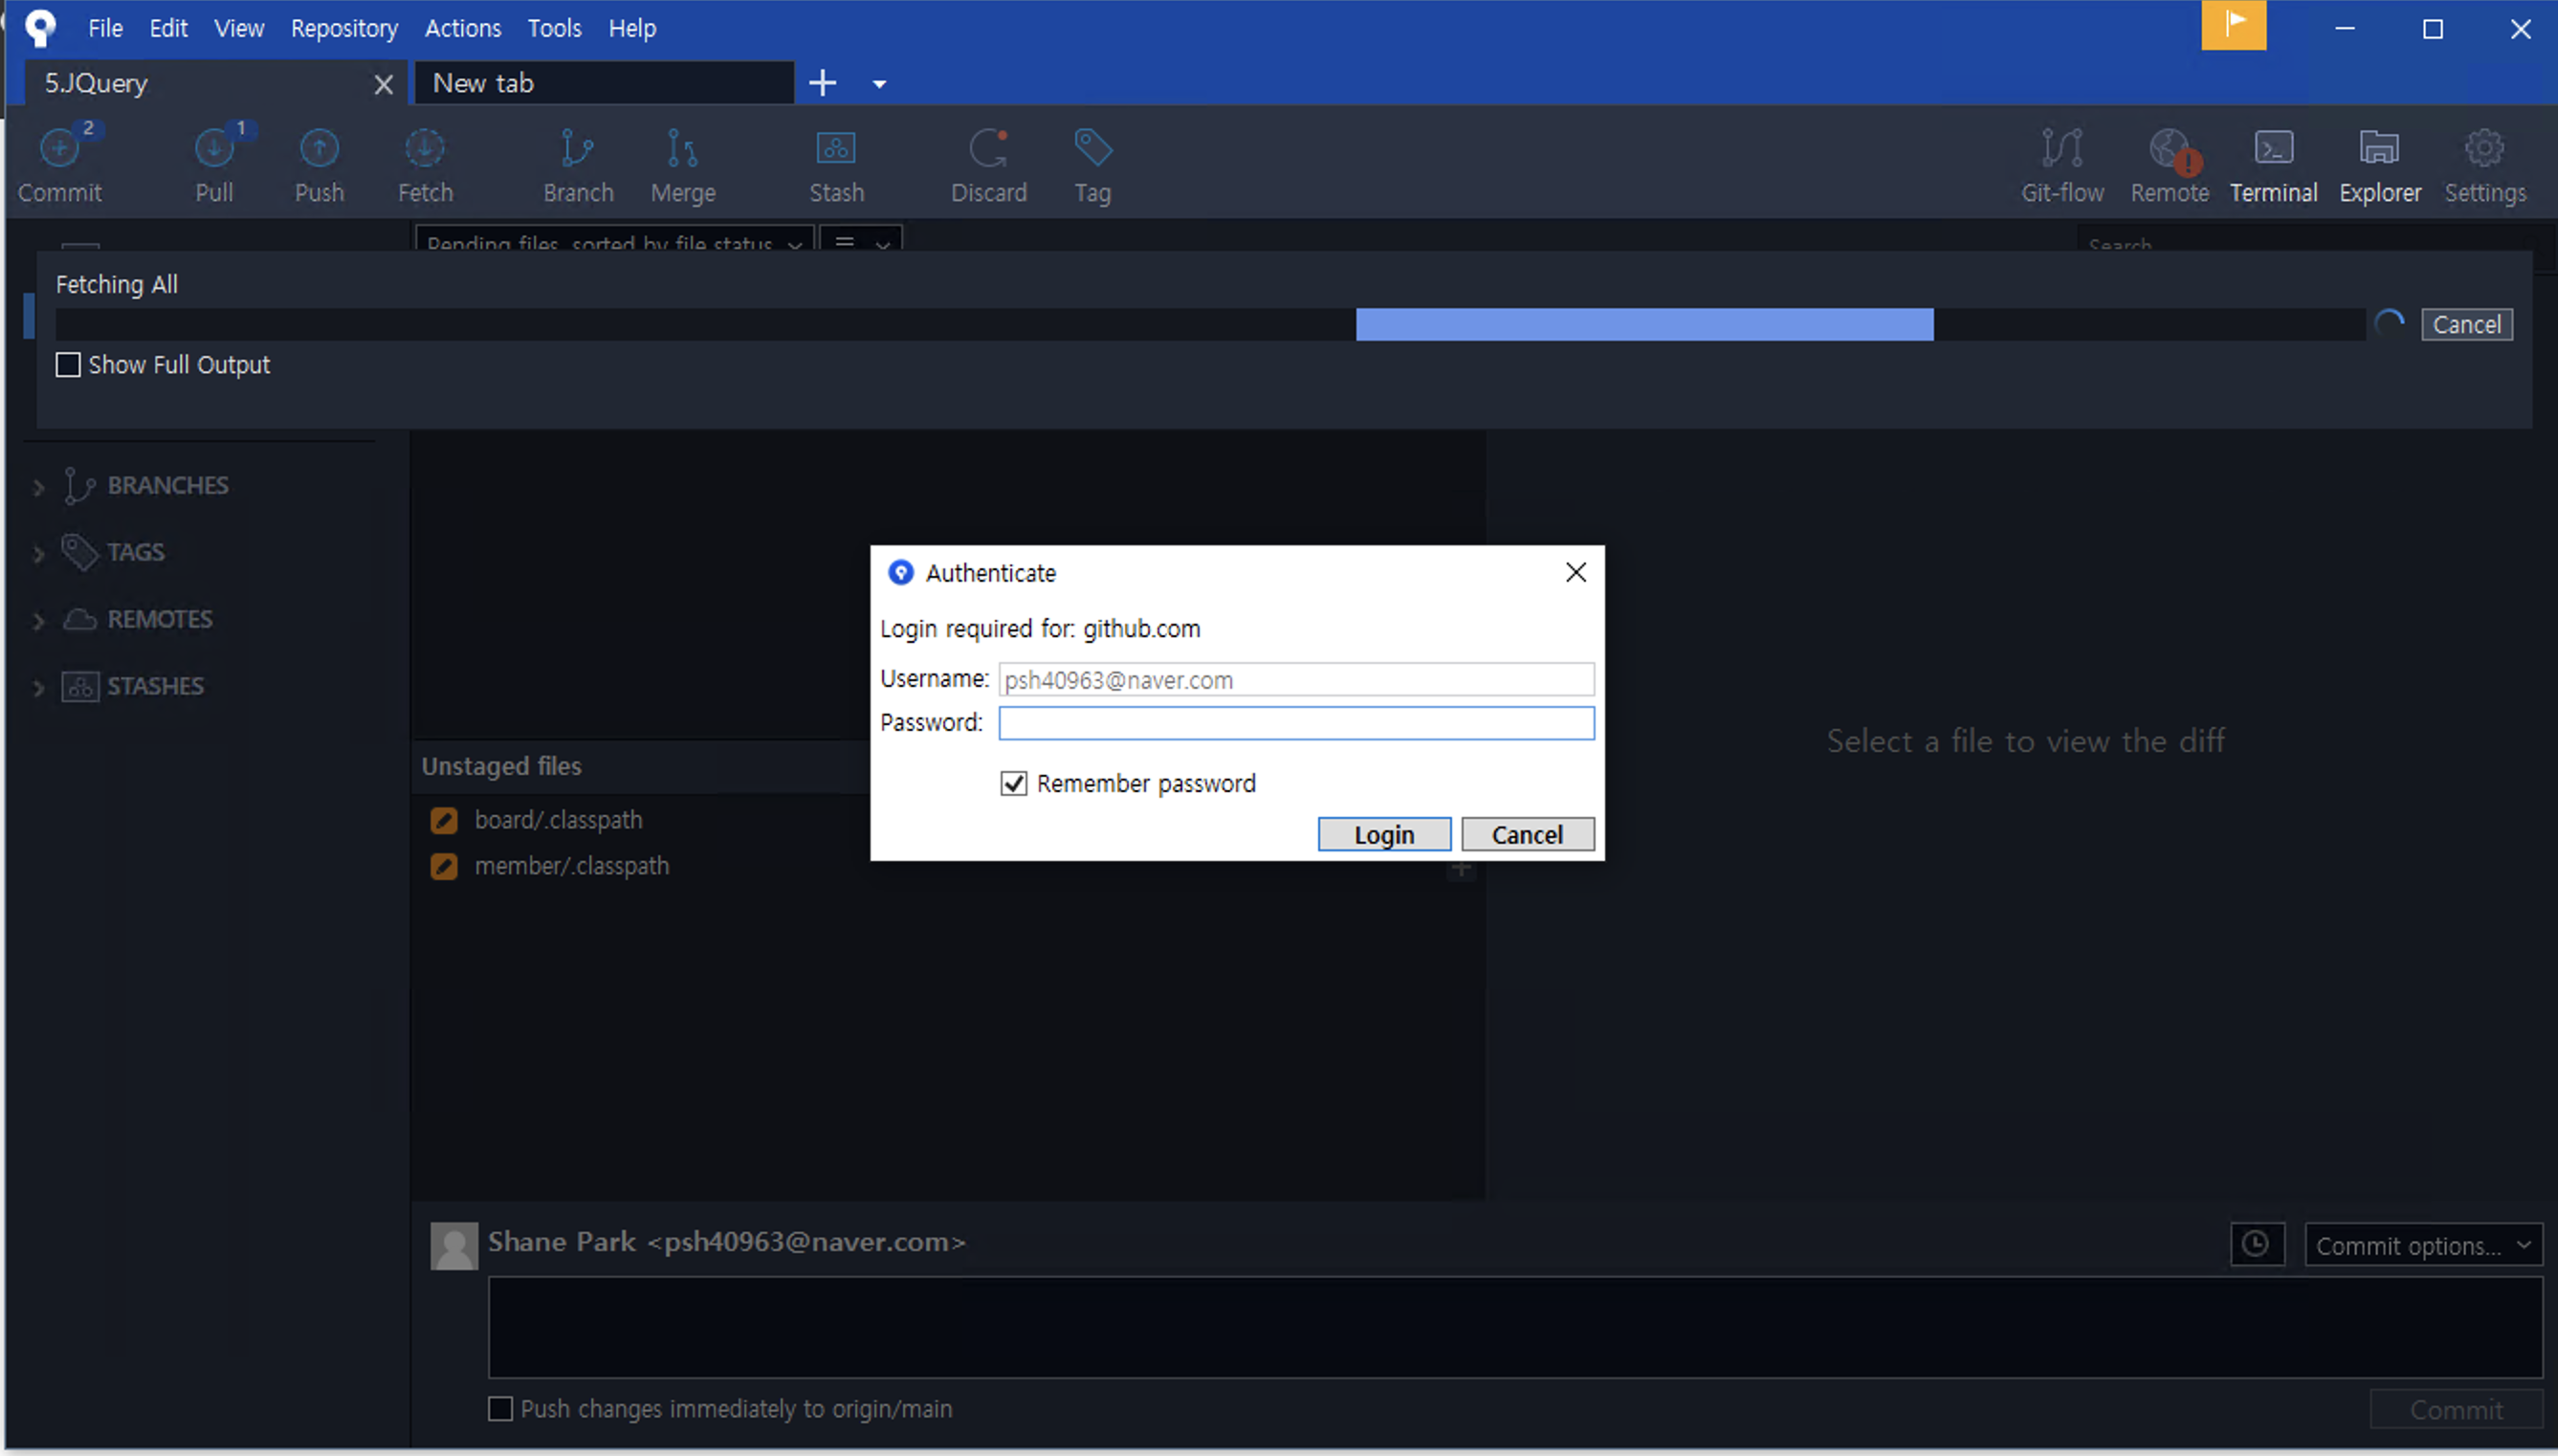 File Edit View Repository Actions Tools Help
5.JQuery New tab
2 1
Commit Pull Push Fetch Branch Merge Stash Discard Tag Git-flow Remote Terminal Explorer Settings
Pending files, sorted by file status Search
Fetching All
Cancel
Show Full Output
BRANCHES
TAGS
REMOTES
STASHES
Authenticate
Login required for: github.com
Username: psh40963@naver.com
Password:
Remember password
Login Cancel
Select a file to view the diff
Unstaged files
board/.classpath
member/.classpath
Shane Park <psh40963@naver.com>
Commit options...
Push changes immediately to origin/main
Commit